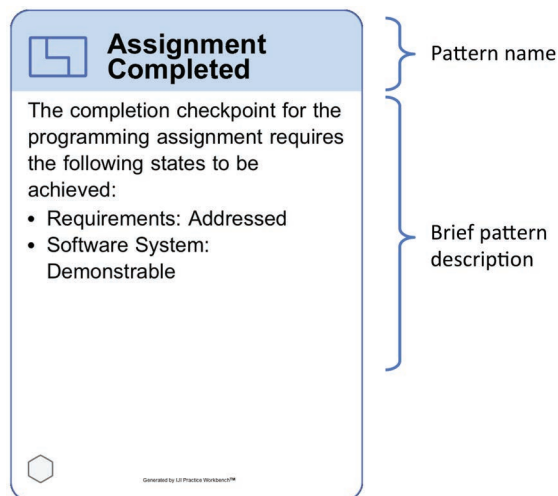 Assignment
Completed
The completion checkpoint for the
programming assignment requires
the following states to be
achieved:
• Requirements: Addressed
• Software System:
Demonstrable
Generated by UI Practice Workbench™
Pattern name
Brief pattern
description